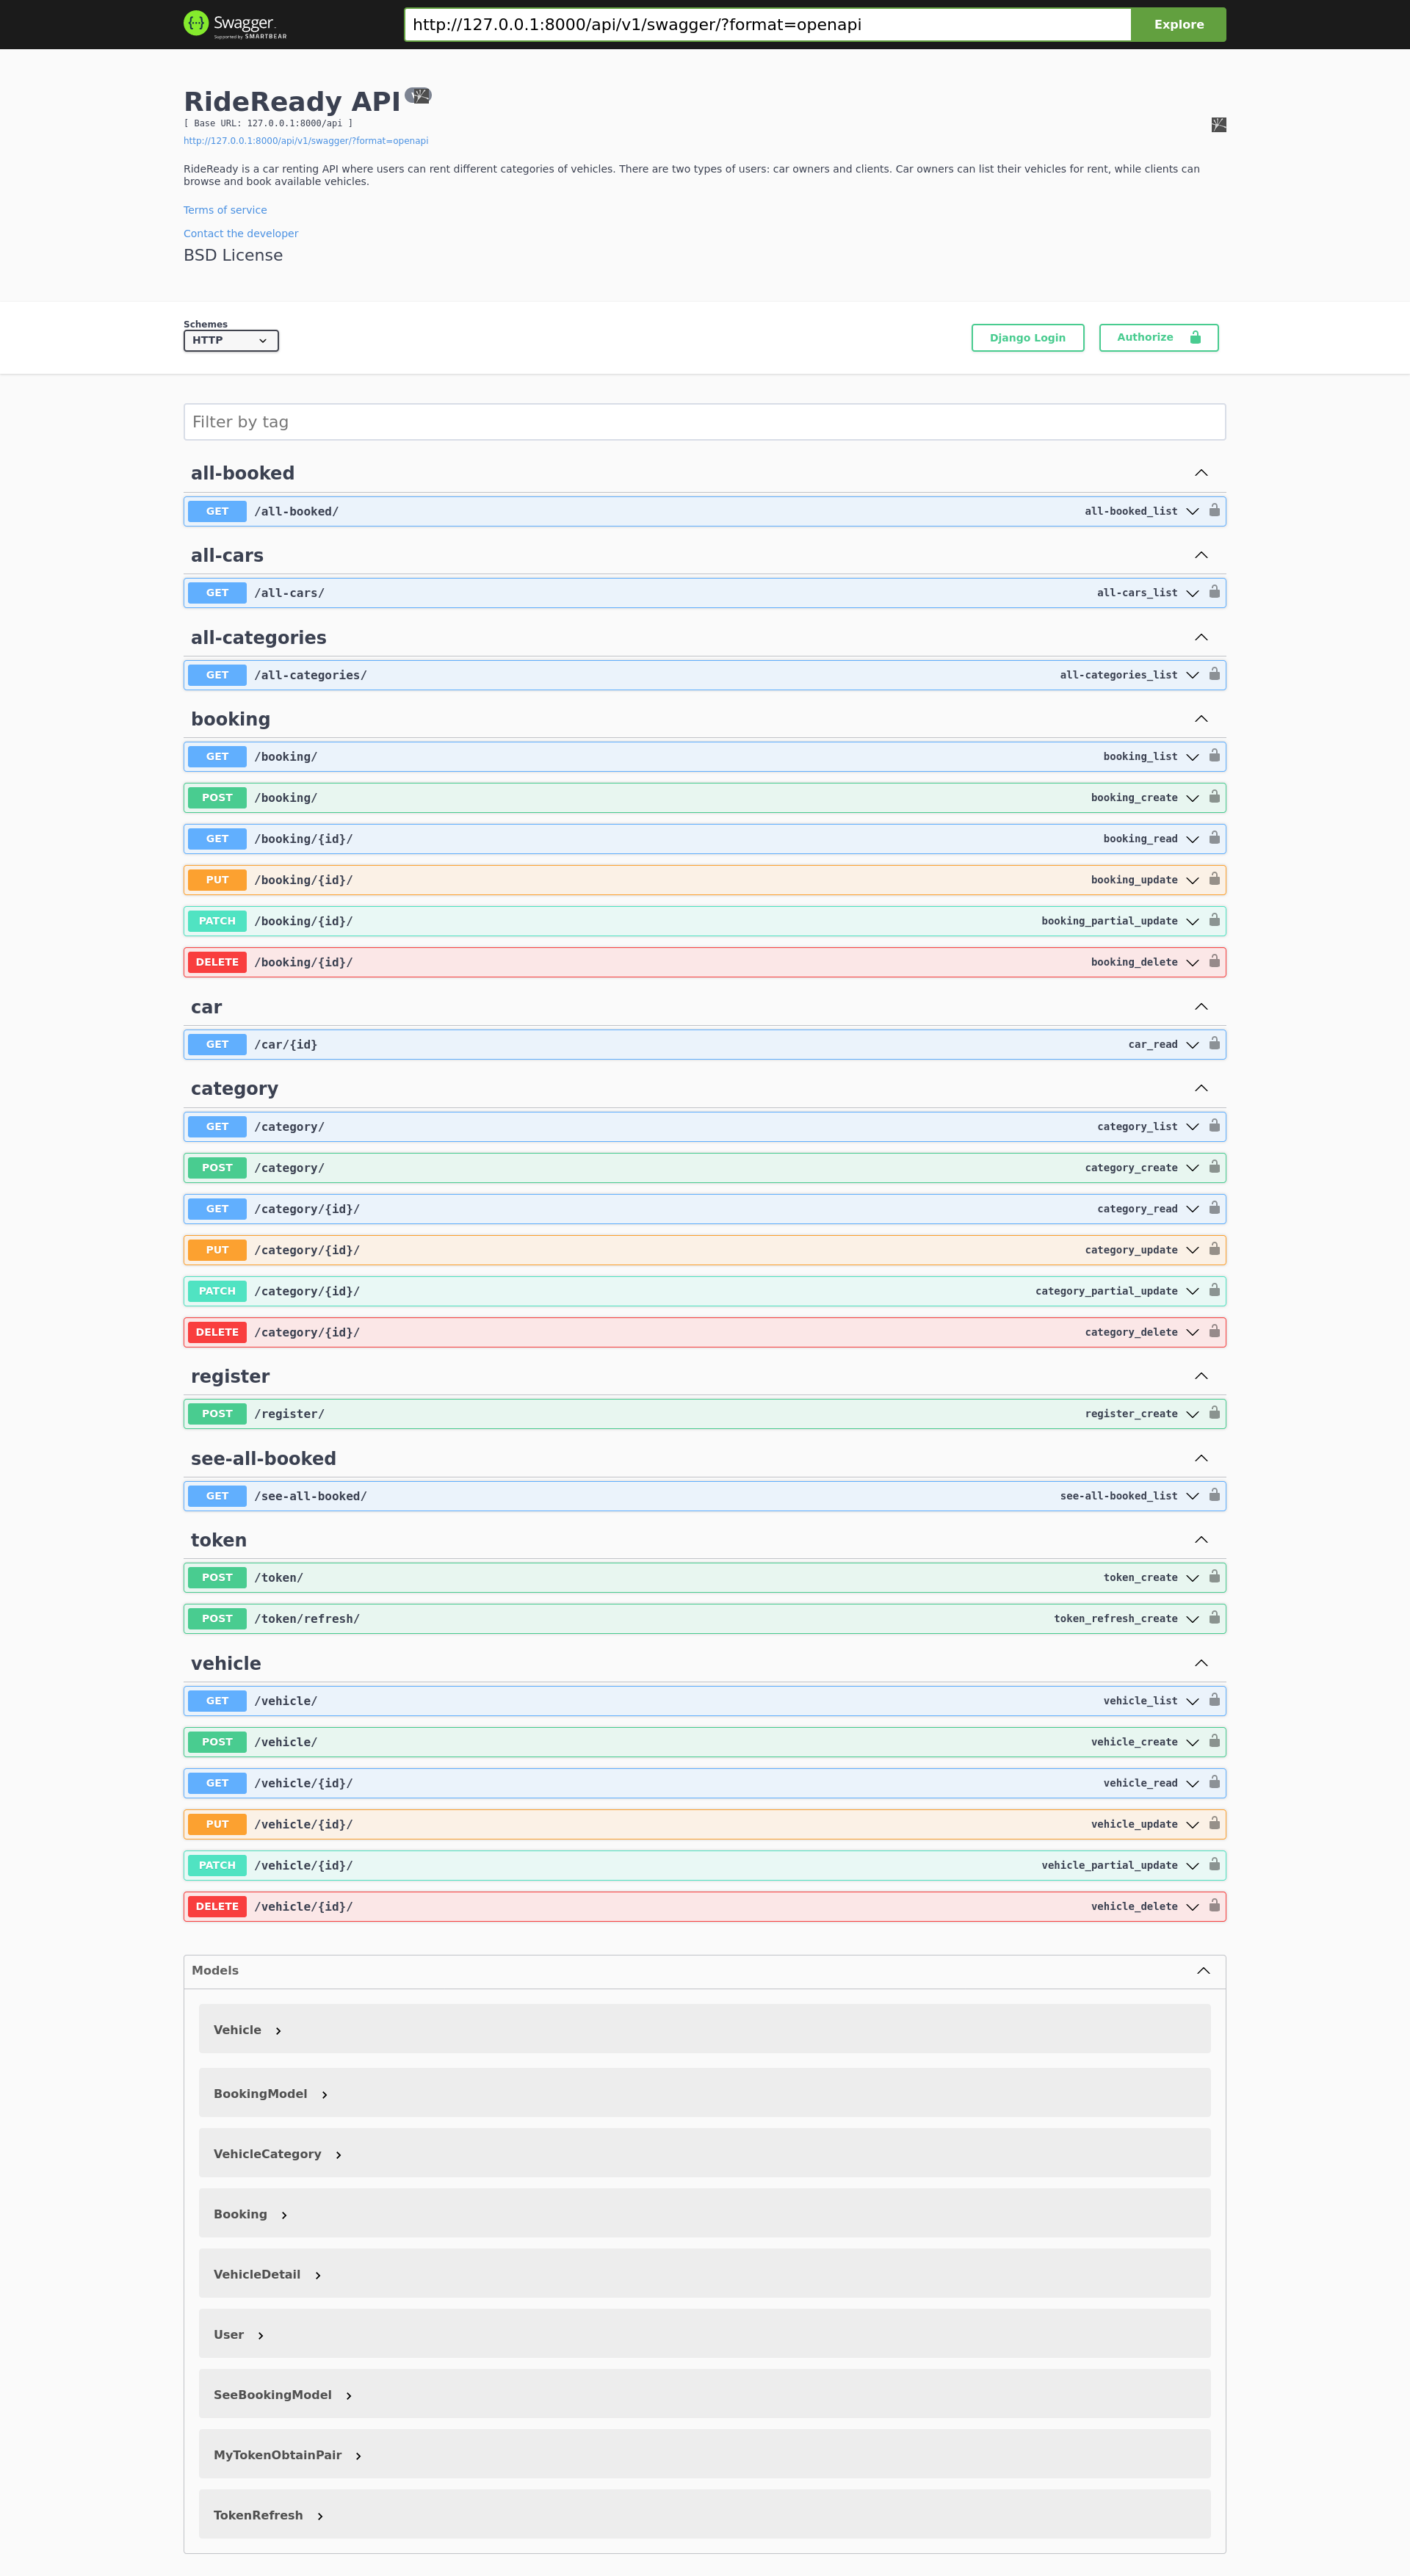 Swagger.
Supported by SMARTBEAR
http://127.0.0.1:8000/api/v1/swagger/?format=openapi
Explore
RideReady API
[ Base URL: 127.0.0.1:8000/api ]
http://127.0.0.1:8000/api/v1/swagger/?format=openapi
RideReady is a car renting API where users can rent different categories of vehicles. There are two types of users: car owners and clients. Car owners can list their vehicles for rent, while clients can
browse and book available vehicles.
Terms of service
Contact the developer
BSD License
Schemes
HTTP
Django Login
Authorize
Filter by tag
all-booked
GET /all-booked/ all-booked_list
all-cars
GET /all-cars/ all-cars_list
all-categories
GET /all-categories/ all-categories_list
booking
GET /booking/ booking_list
POST /booking/ booking_create
GET /booking/{id}/ booking_read
PUT /booking/{id}/ booking_update
PATCH /booking/{id}/ booking_partial_update
DELETE /booking/{id}/ booking_delete
car
GET /car/{id} car_read
category
GET /category/ category_list
POST /category/ category_create
GET /category/{id}/ category_read
PUT /category/{id}/ category_update
PATCH /category/{id}/ category_partial_update
DELETE /category/{id}/ category_delete
register
POST /register/ register_create
see-all-booked
GET /see-all-booked/ see-all-booked_list
token
POST /token/ token_create
POST /token/refresh/ token_refresh_create
vehicle
GET /vehicle/ vehicle_list
POST /vehicle/ vehicle_create
GET /vehicle/{id}/ vehicle_read
PUT /vehicle/{id}/ vehicle_update
PATCH /vehicle/{id}/ vehicle_partial_update
DELETE /vehicle/{id}/ vehicle_delete
Models
Vehicle
BookingModel
VehicleCategory
Booking
VehicleDetail
User
SeeBookingModel
MyTokenObtainPair
TokenRefresh